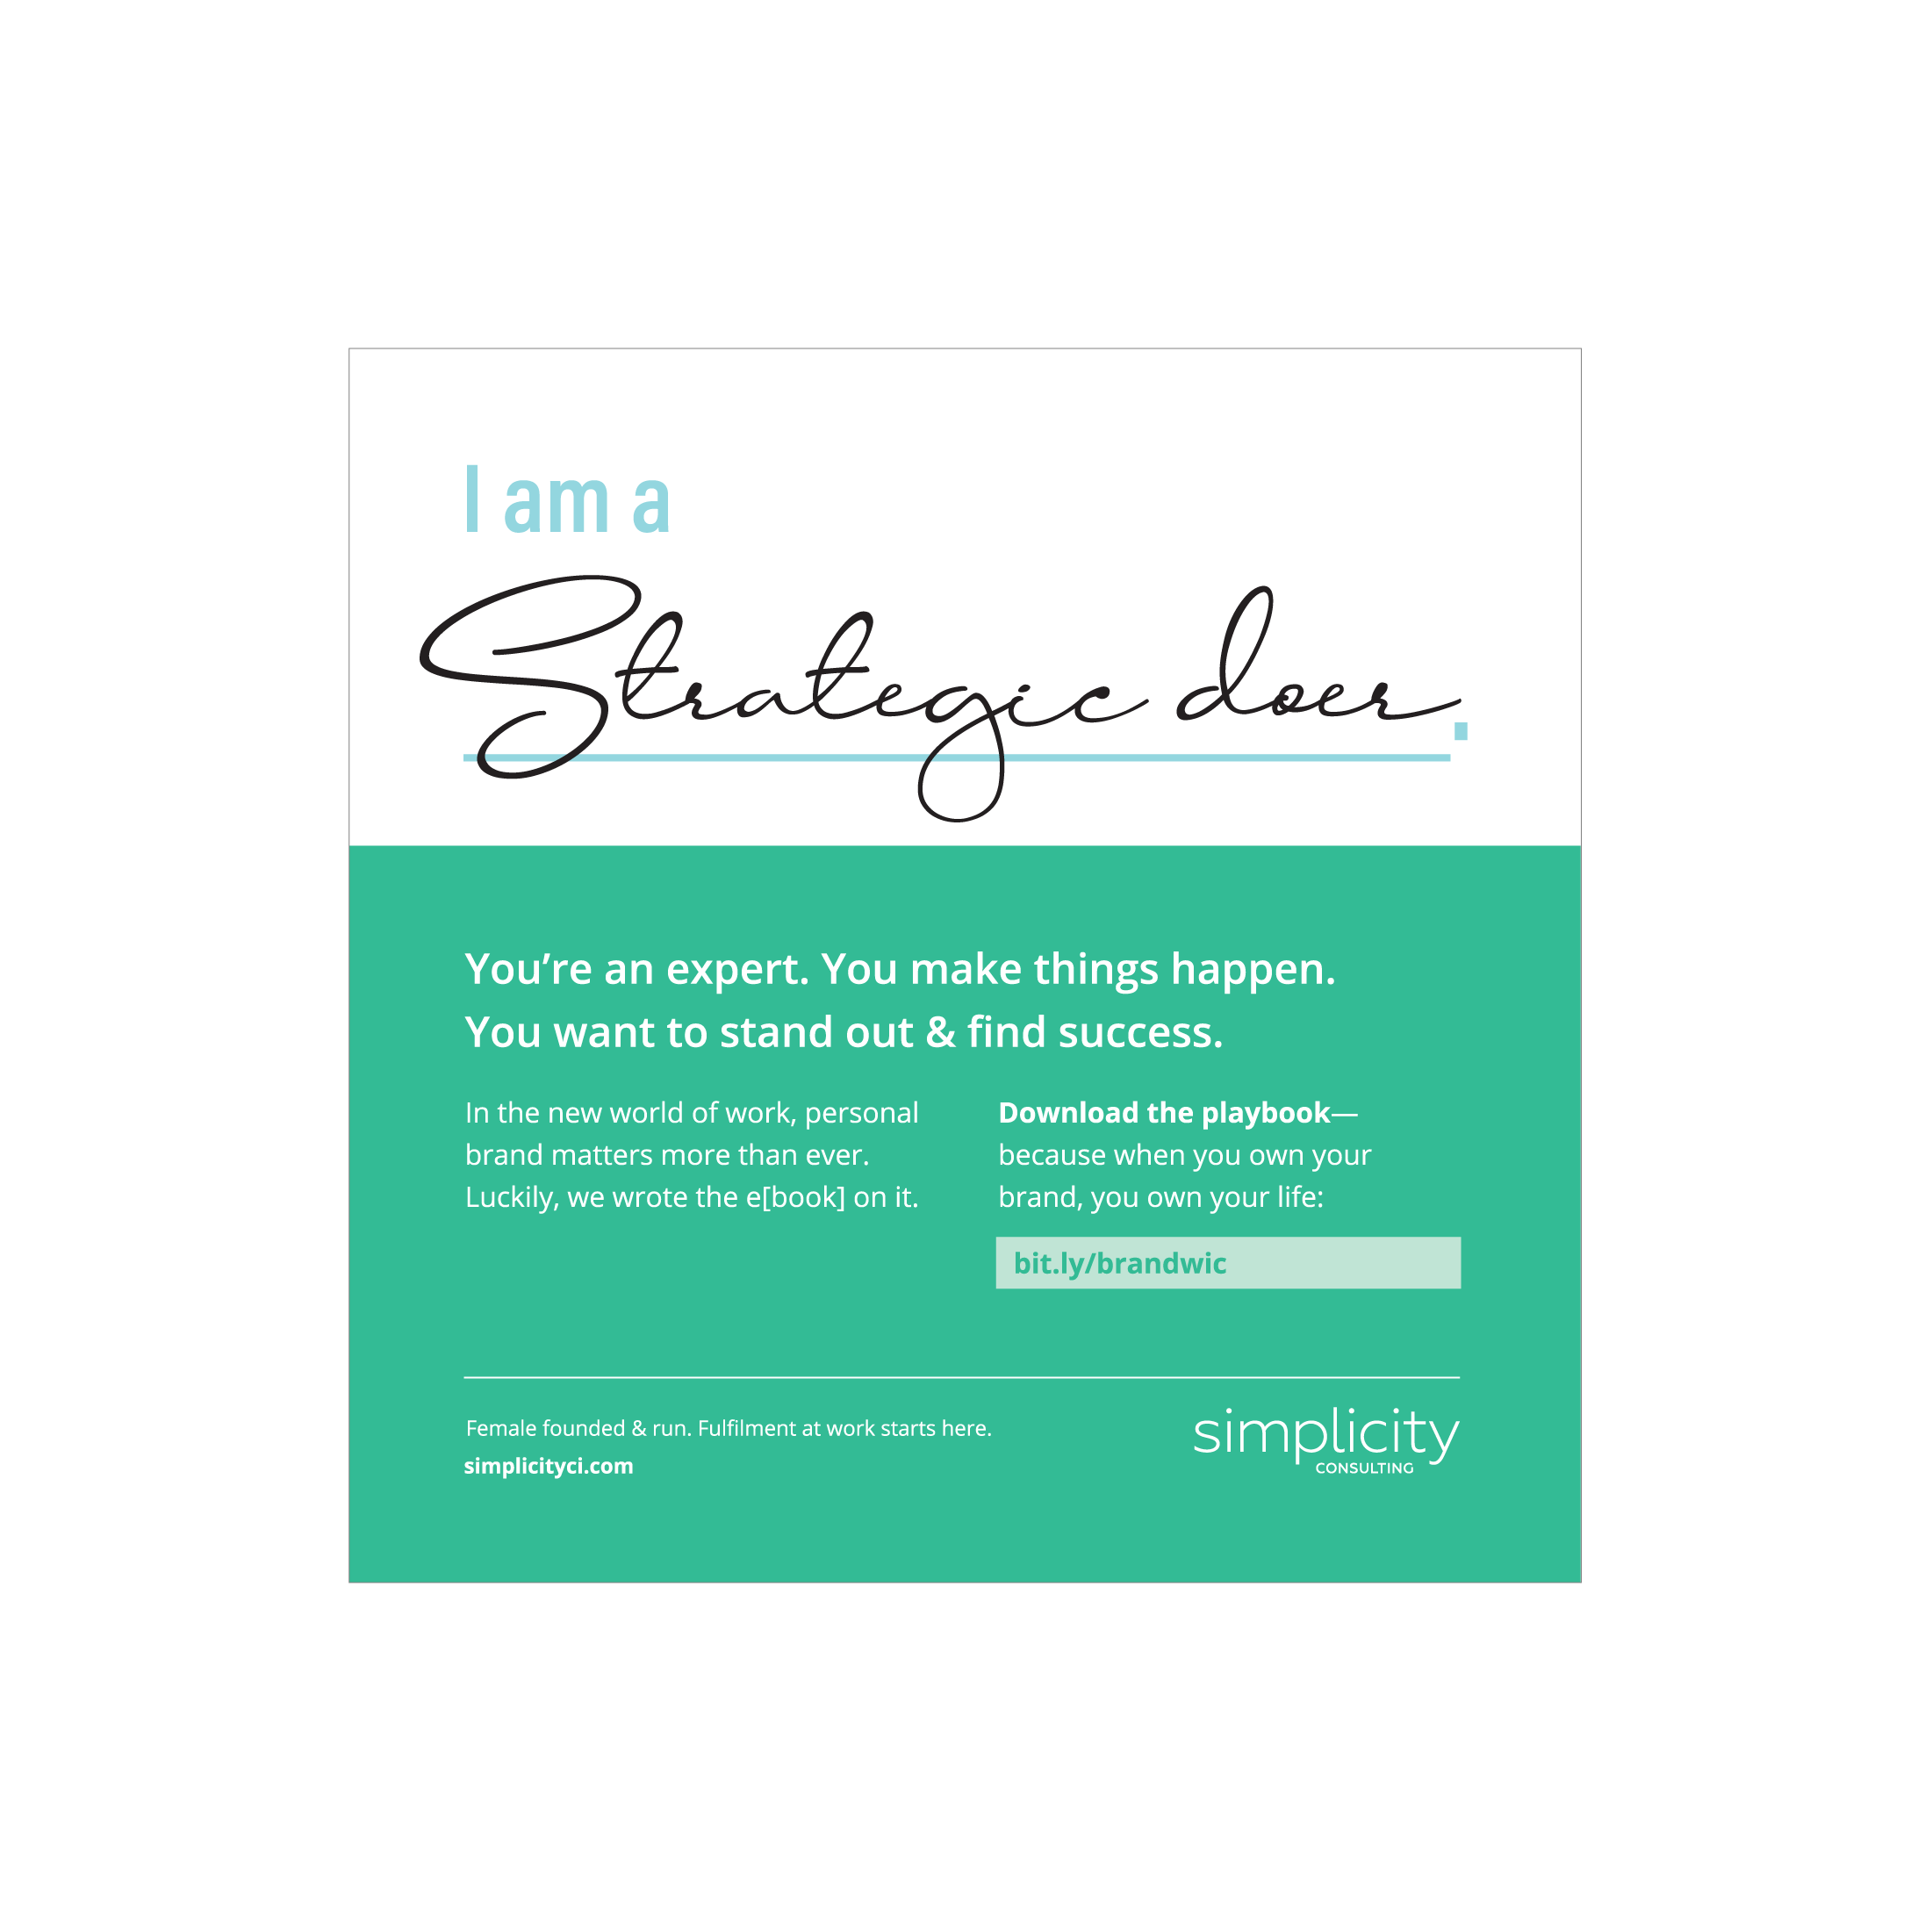 I am a
Strategic doer.
You’re an expert. You make things happen.
You want to stand out & find success.
In the new world of work, personal
brand matters more than ever.
Luckily, we wrote the e[book] on it.
Download the playbook—
because when you own your
brand, you own your life:
bit.ly/brandwic
Female founded & run. Fulfilment at work starts here.
simplicityci.com
simplicity
CONSULTING